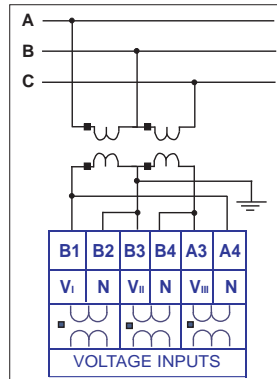 A
B
C
B1 B2 B3 B4 A3 A4
VI N VII N VIII N
VOLTAGE INPUTS